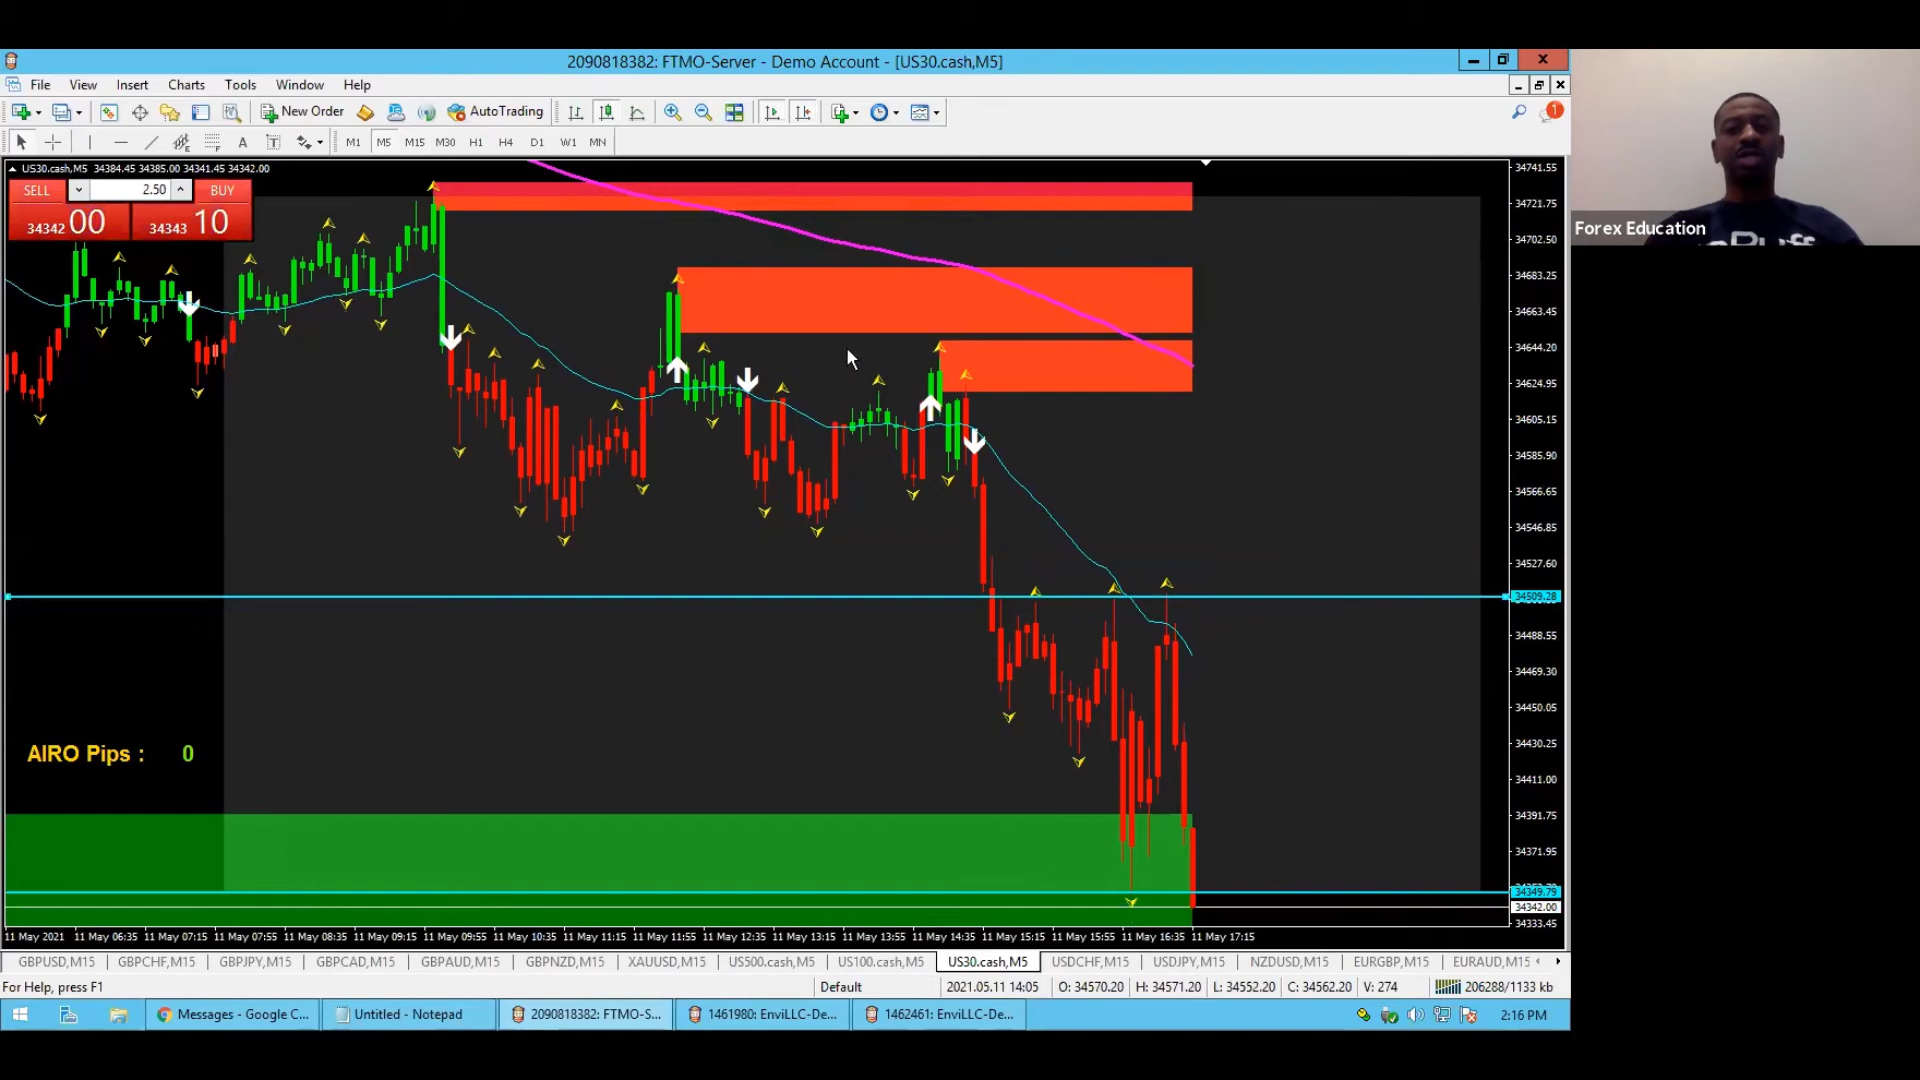 2090818382: FTMO-Server - Demo Account - [US30.cash,M5]
File View Insert Charts Tools Window Help
New Order AutoTrading 1
A T M1 M5 M15 M30 H1 H4 D1 W1 MN
US30.cash,M5 34384.45 34385.00 34341.45 34342.00
SELL 2.50 BUY
34342 00 34343 10
Forex Education
34741.55
34721.75
34702.50
34683.25
34663.45
34644.20
34624.95
34605.15
34585.90
34566.65
34546.85
34527.60
34509.28
34488.55
34469.30
34450.05
34430.25
34411.00
34391.75
34371.95
34349.79
34342.00
34333.45
AIRO Pips : 0
11 May 2021 11 May 06:35 11 May 07:15 11 May 07:55 11 May 08:35 11 May 09:15 11 May 09:55 11 May 10:35 11 May 11:15 11 May 11:55 11 May 12:35 11 May 13:15 11 May 13:55 11 May 14:35 11 May 15:15 11 May 15:55 11 May 16:35 11 May 17:15
GBPUSD,M15 GBPCHF,M15 GBPJPY,M15 GBPCAD,M15 GBPAUD,M15 GBPNZD,M15 XAUUSD,M15 US500.cash,M5 US100.cash,M5 US30.cash,M5 USDCHF,M15 USDJPY,M15 NZDUSD,M15 EURGBP,M15 EURAUD,M15
For Help, press F1 Default 2021.05.11 14:05 O: 34570.20 H: 34571.20 L: 34552.20 C: 34562.20 V: 274 206288/1133 kb
Messages - Google C... Untitled - Notepad 2090818382: FTMO-S... 1461980: EnviLLC-De... 1462461: EnviLLC-De... 2:16 PM